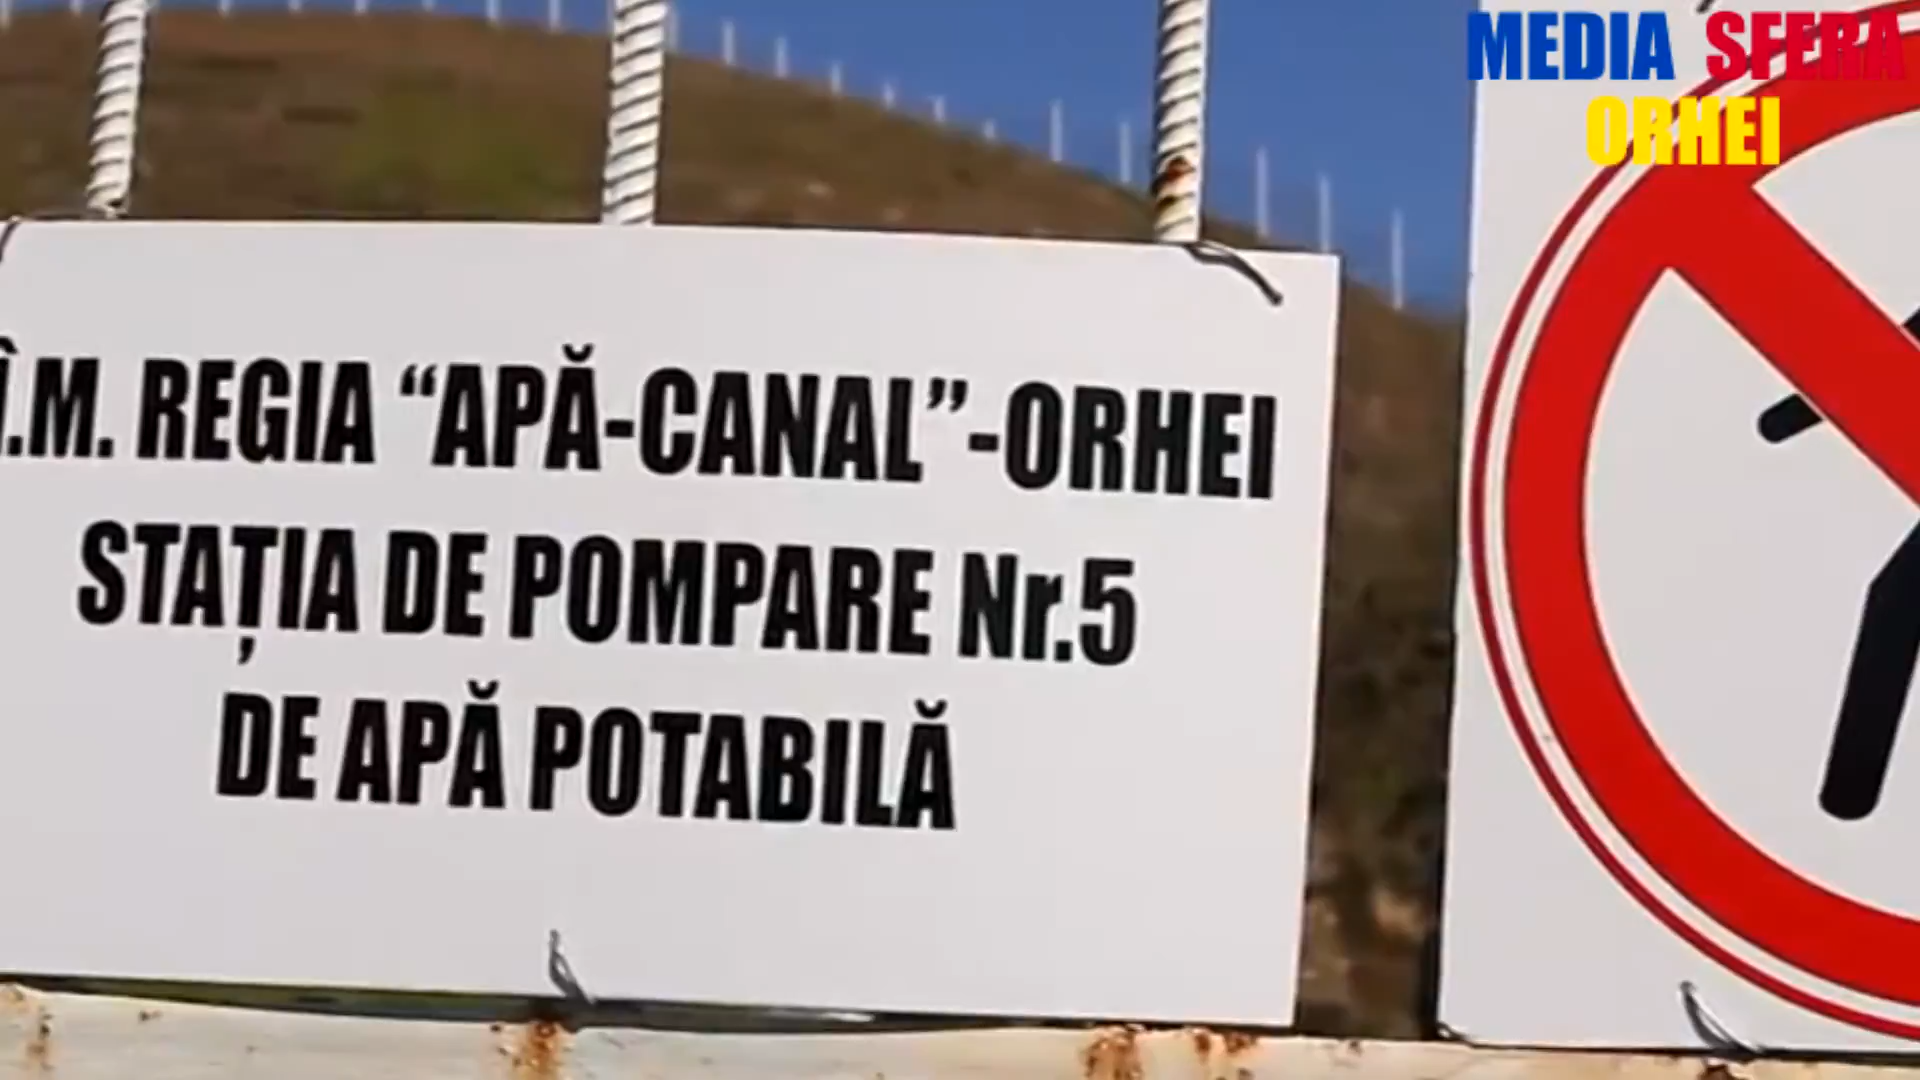 MEDIA SFERA
ORHEI
Î.M. REGIA “APĂ-CANAL”-ORHEI
STAȚIA DE POMPARE Nr.5
DE APĂ POTABILĂ